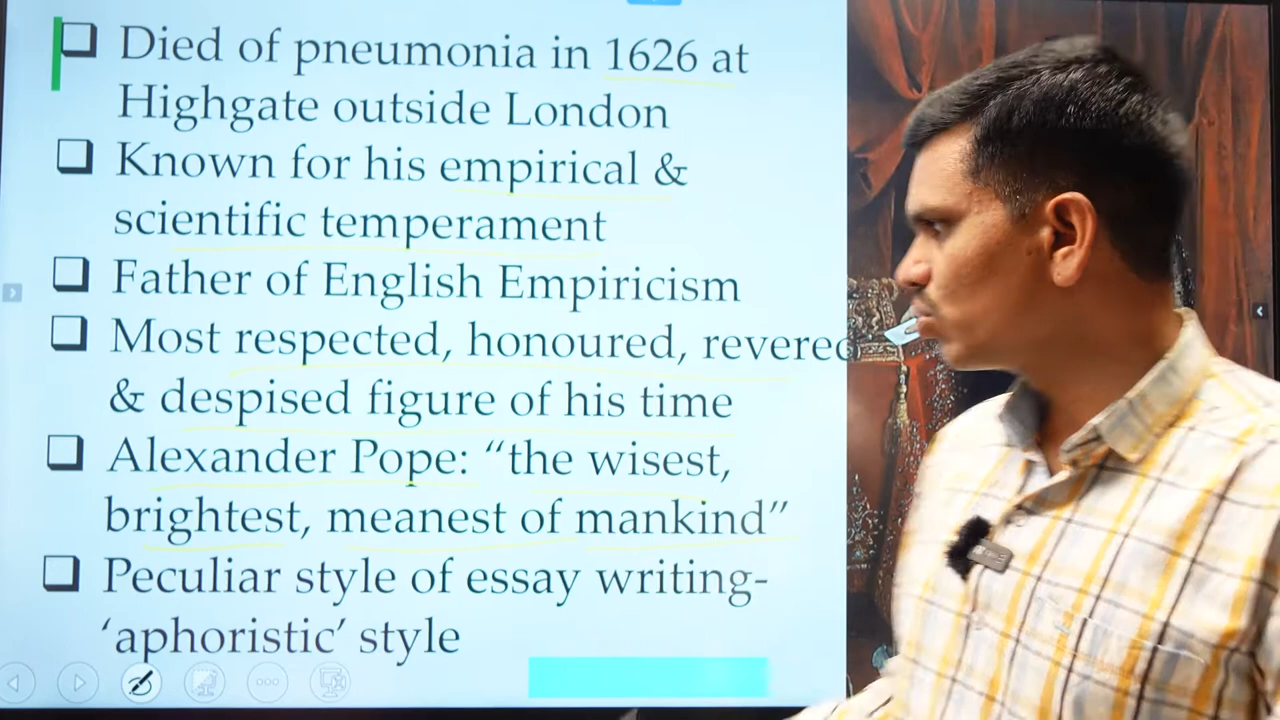 Died of pneumonia in 1626 at
Highgate outside London
Known for his empirical &
scientific temperament
Father of English Empiricism
Most respected, honoured, revered
& despised figure of his time
Alexander Pope: “the wisest,
brightest, meanest of mankind”
Peculiar style of essay writing-
‘aphoristic’ style